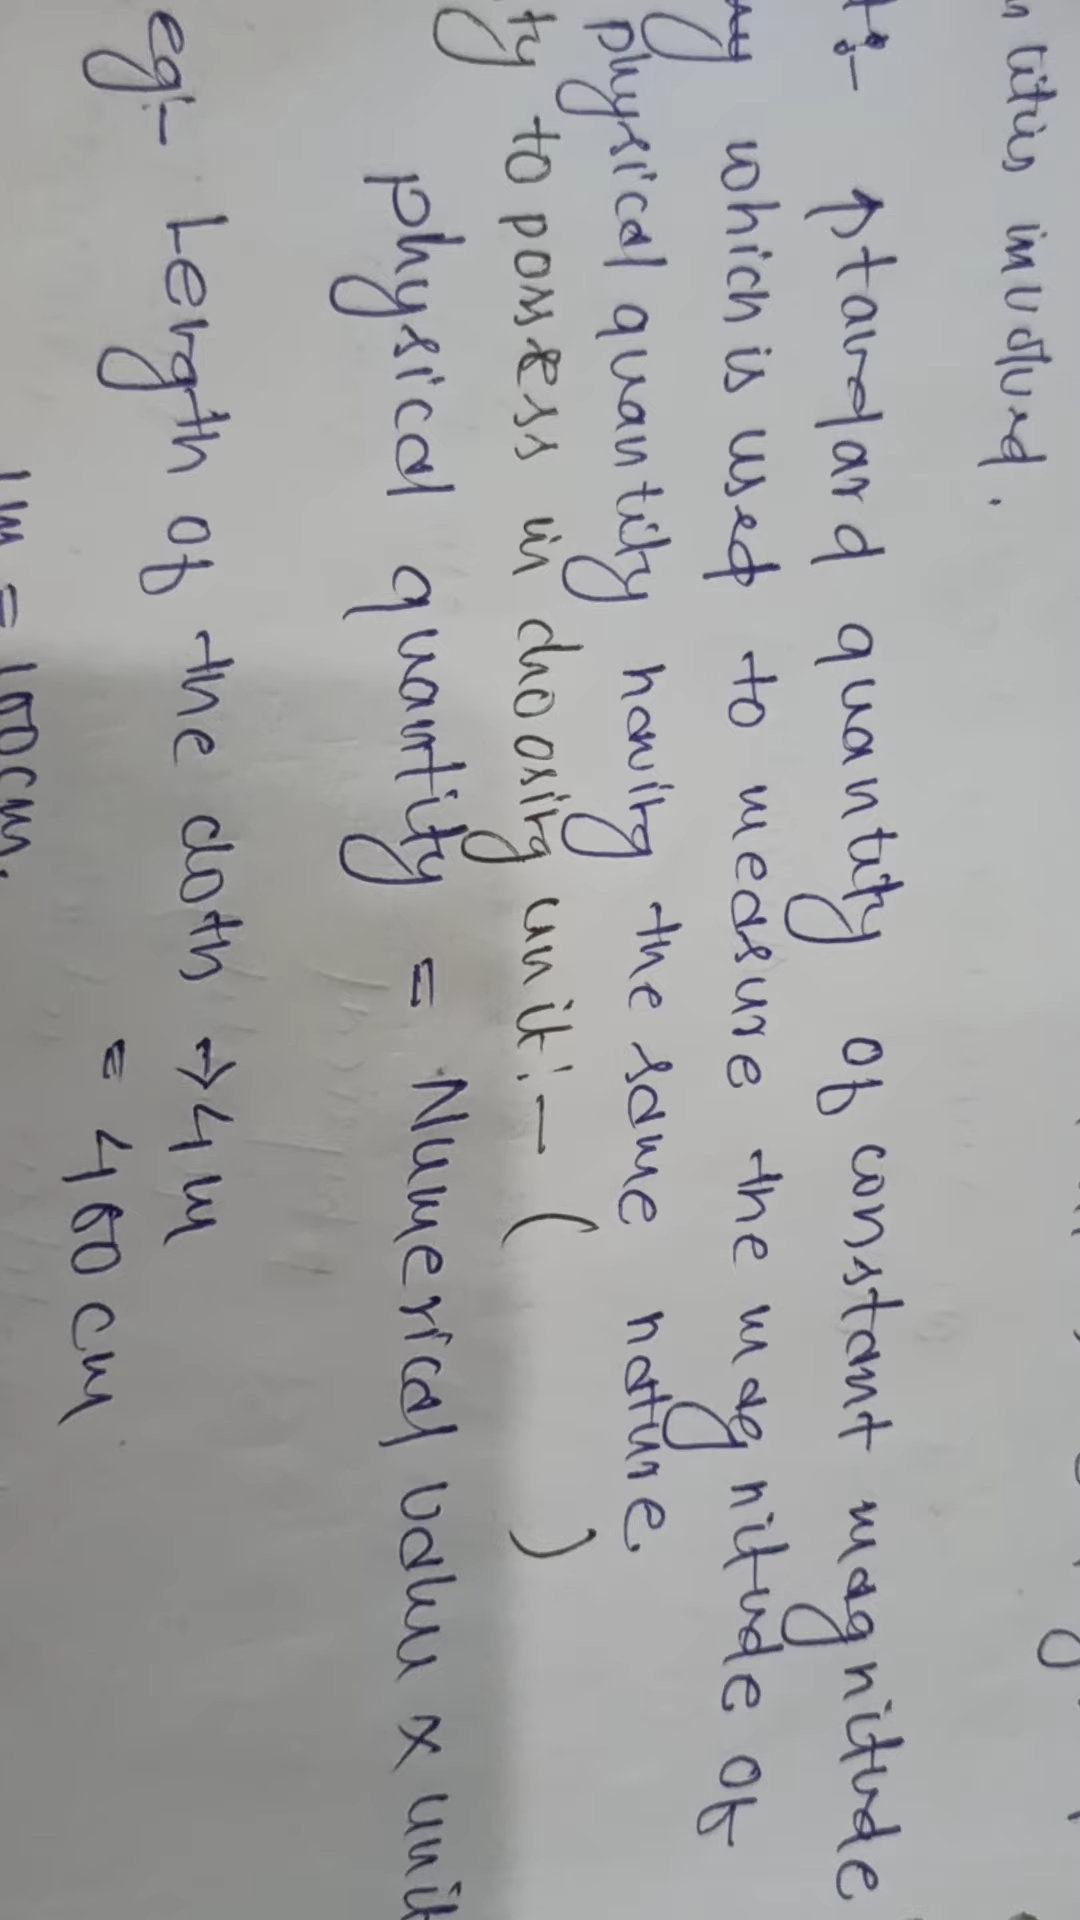 tities involved.
t:- standard quantity of constant magnitude
which is used to measure the magnitude of
physical quantity having the same nature.
ty to possess in choosing unit:- ( )
physical quantity = Numerical value x unit
eg:- Length of the cloth → 4m
= 400 cm
1m = 100cm.